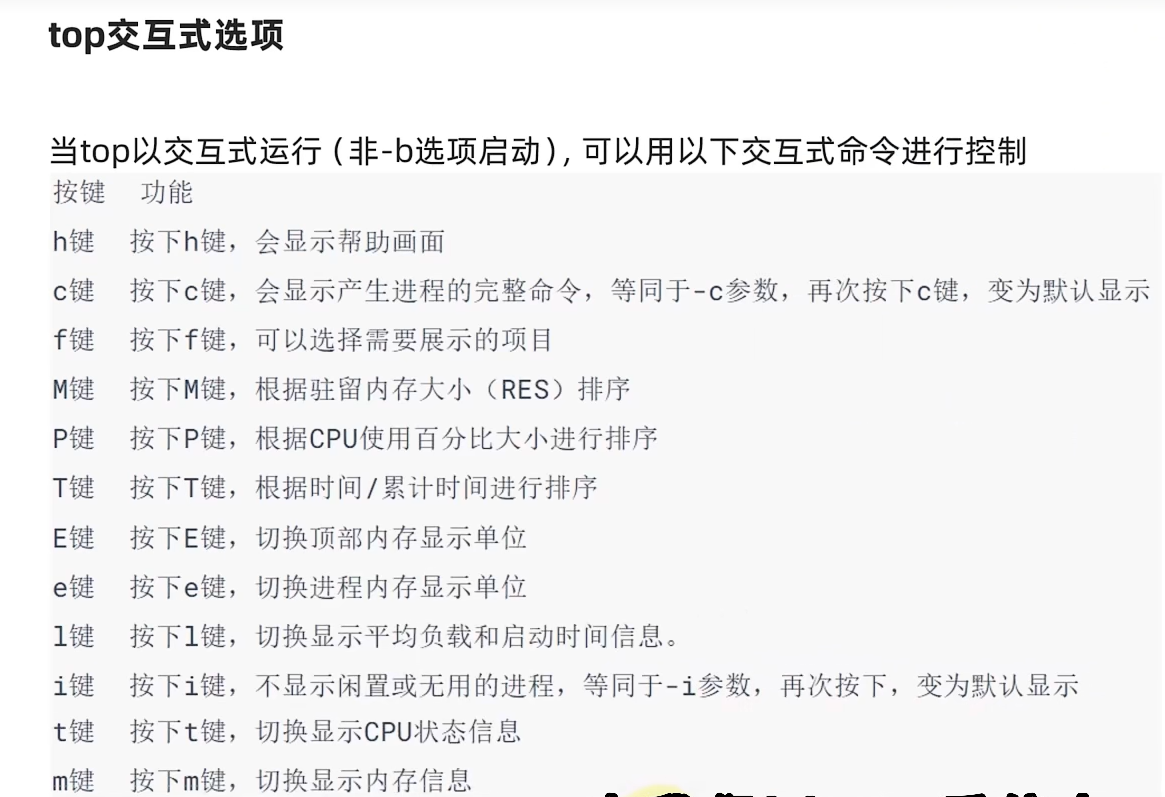 top交互式选项
当top以交互式运行（非-b选项启动），可以用以下交互式命令进行控制
按键 功能
h键 按下h键，会显示帮助画面
c键 按下c键，会显示产生进程的完整命令，等同于-c参数，再次按下c键，变为默认显示
f键 按下f键，可以选择需要展示的项目
M键 按下M键，根据驻留内存大小（RES）排序
P键 按下P键，根据CPU使用百分比大小进行排序
T键 按下T键，根据时间/累计时间进行排序
E键 按下E键，切换顶部内存显示单位
e键 按下e键，切换进程内存显示单位
l键 按下l键，切换显示平均负载和启动时间信息。
i键 按下i键，不显示闲置或无用的进程，等同于-i参数，再次按下，变为默认显示
t键 按下t键，切换显示CPU状态信息
m键 按下m键，切换显示内存信息